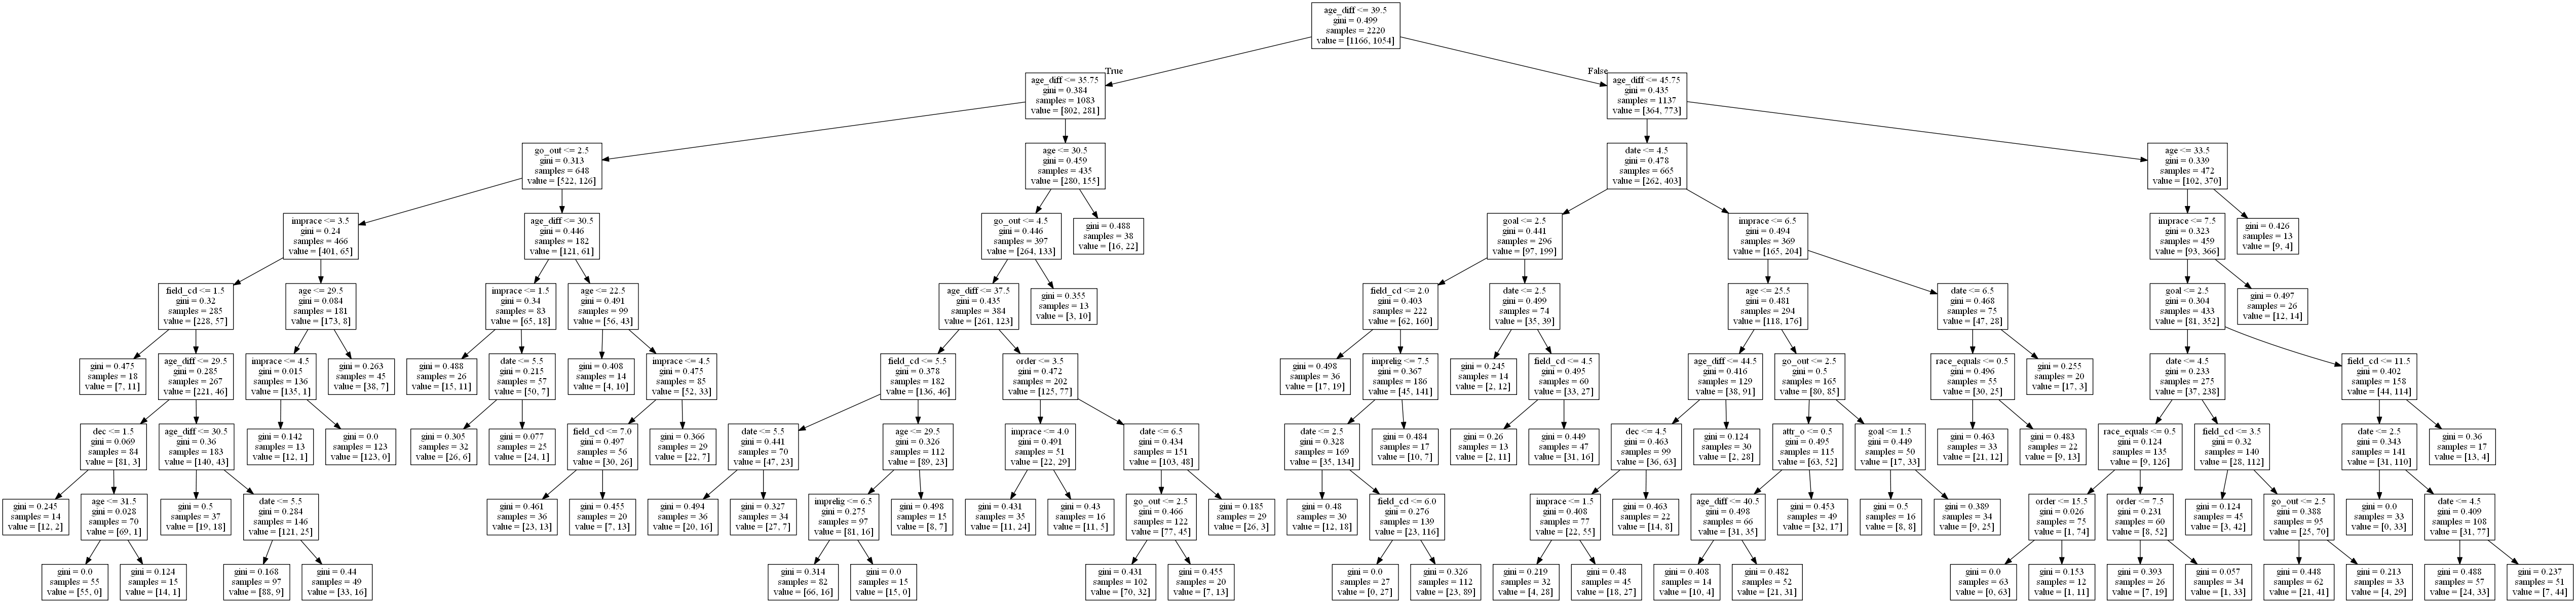 age_diff <= 39.5
gini = 0.499
samples = 2220
value = [1166, 1054]
True
False
age_diff <= 35.75
gini = 0.384
samples = 1083
value = [802, 281]
age_diff <= 45.75
gini = 0.435
samples = 1137
value = [364, 773]
go_out <= 2.5
gini = 0.313
samples = 648
value = [522, 126]
age <= 30.5
gini = 0.459
samples = 435
value = [280, 155]
date <= 4.5
gini = 0.478
samples = 665
value = [262, 403]
age <= 33.5
gini = 0.339
samples = 472
value = [102, 370]
imprace <= 3.5
gini = 0.24
samples = 466
value = [401, 65]
age_diff <= 30.5
gini = 0.446
samples = 182
value = [121, 61]
go_out <= 4.5
gini = 0.446
samples = 397
value = [264, 133]
gini = 0.488
samples = 38
value = [16, 22]
goal <= 2.5
gini = 0.441
samples = 296
value = [97, 199]
imprace <= 6.5
gini = 0.494
samples = 369
value = [165, 204]
imprace <= 7.5
gini = 0.323
samples = 459
value = [93, 366]
gini = 0.426
samples = 13
value = [9, 4]
field_cd <= 1.5
gini = 0.32
samples = 285
value = [228, 57]
age <= 29.5
gini = 0.084
samples = 181
value = [173, 8]
imprace <= 1.5
gini = 0.34
samples = 83
value = [65, 18]
age <= 22.5
gini = 0.491
samples = 99
value = [56, 43]
age_diff <= 37.5
gini = 0.435
samples = 384
value = [261, 123]
gini = 0.355
samples = 13
value = [3, 10]
field_cd <= 2.0
gini = 0.403
samples = 222
value = [62, 160]
date <= 2.5
gini = 0.499
samples = 74
value = [35, 39]
age <= 25.5
gini = 0.481
samples = 294
value = [118, 176]
date <= 6.5
gini = 0.468
samples = 75
value = [47, 28]
goal <= 2.5
gini = 0.304
samples = 433
value = [81, 352]
gini = 0.497
samples = 26
value = [12, 14]
gini = 0.475
samples = 18
value = [7, 11]
age_diff <= 29.5
gini = 0.285
samples = 267
value = [221, 46]
imprace <= 4.5
gini = 0.015
samples = 136
value = [135, 1]
gini = 0.263
samples = 45
value = [38, 7]
gini = 0.488
samples = 26
value = [15, 11]
date <= 5.5
gini = 0.215
samples = 57
value = [50, 7]
gini = 0.408
samples = 14
value = [4, 10]
imprace <= 4.5
gini = 0.475
samples = 85
value = [52, 33]
field_cd <= 5.5
gini = 0.378
samples = 182
value = [136, 46]
order <= 3.5
gini = 0.472
samples = 202
value = [125, 77]
gini = 0.498
samples = 36
value = [17, 19]
imprelig <= 7.5
gini = 0.367
samples = 186
value = [45, 141]
gini = 0.245
samples = 14
value = [2, 12]
field_cd <= 4.5
gini = 0.495
samples = 60
value = [33, 27]
age_diff <= 44.5
gini = 0.416
samples = 129
value = [38, 91]
go_out <= 2.5
gini = 0.5
samples = 165
value = [80, 85]
race_equals <= 0.5
gini = 0.496
samples = 55
value = [30, 25]
gini = 0.255
samples = 20
value = [17, 3]
date <= 4.5
gini = 0.233
samples = 275
value = [37, 238]
field_cd <= 11.5
gini = 0.402
samples = 158
value = [44, 114]
dec <= 1.5
gini = 0.069
samples = 84
value = [81, 3]
age_diff <= 30.5
gini = 0.36
samples = 183
value = [140, 43]
gini = 0.142
samples = 13
value = [12, 1]
gini = 0.0
samples = 123
value = [123, 0]
gini = 0.305
samples = 32
value = [26, 6]
gini = 0.077
samples = 25
value = [24, 1]
field_cd <= 7.0
gini = 0.497
samples = 56
value = [30, 26]
gini = 0.366
samples = 29
value = [22, 7]
date <= 5.5
gini = 0.441
samples = 70
value = [47, 23]
age <= 29.5
gini = 0.326
samples = 112
value = [89, 23]
imprace <= 4.0
gini = 0.491
samples = 51
value = [22, 29]
date <= 6.5
gini = 0.434
samples = 151
value = [103, 48]
date <= 2.5
gini = 0.328
samples = 169
value = [35, 134]
gini = 0.484
samples = 17
value = [10, 7]
gini = 0.26
samples = 13
value = [2, 11]
gini = 0.449
samples = 47
value = [31, 16]
dec <= 4.5
gini = 0.463
samples = 99
value = [36, 63]
gini = 0.124
samples = 30
value = [2, 28]
attr_o <= 0.5
gini = 0.495
samples = 115
value = [63, 52]
goal <= 1.5
gini = 0.449
samples = 50
value = [17, 33]
gini = 0.463
samples = 33
value = [21, 12]
gini = 0.483
samples = 22
value = [9, 13]
race_equals <= 0.5
gini = 0.124
samples = 135
value = [9, 126]
field_cd <= 3.5
gini = 0.32
samples = 140
value = [28, 112]
date <= 2.5
gini = 0.343
samples = 141
value = [31, 110]
gini = 0.36
samples = 17
value = [13, 4]
gini = 0.245
samples = 14
value = [12, 2]
age <= 31.5
gini = 0.028
samples = 70
value = [69, 1]
gini = 0.5
samples = 37
value = [19, 18]
date <= 5.5
gini = 0.284
samples = 146
value = [121, 25]
gini = 0.461
samples = 36
value = [23, 13]
gini = 0.455
samples = 20
value = [7, 13]
gini = 0.494
samples = 36
value = [20, 16]
gini = 0.327
samples = 34
value = [27, 7]
imprelig <= 6.5
gini = 0.275
samples = 97
value = [81, 16]
gini = 0.498
samples = 15
value = [8, 7]
gini = 0.431
samples = 35
value = [11, 24]
gini = 0.43
samples = 16
value = [11, 5]
go_out <= 2.5
gini = 0.466
samples = 122
value = [77, 45]
gini = 0.185
samples = 29
value = [26, 3]
gini = 0.48
samples = 30
value = [12, 18]
field_cd <= 6.0
gini = 0.276
samples = 139
value = [23, 116]
imprace <= 1.5
gini = 0.408
samples = 77
value = [22, 55]
gini = 0.463
samples = 22
value = [14, 8]
age_diff <= 40.5
gini = 0.498
samples = 66
value = [31, 35]
gini = 0.453
samples = 49
value = [32, 17]
gini = 0.5
samples = 16
value = [8, 8]
gini = 0.389
samples = 34
value = [9, 25]
order <= 15.5
gini = 0.026
samples = 75
value = [1, 74]
order <= 7.5
gini = 0.231
samples = 60
value = [8, 52]
gini = 0.124
samples = 45
value = [3, 42]
go_out <= 2.5
gini = 0.388
samples = 95
value = [25, 70]
gini = 0.0
samples = 33
value = [0, 33]
date <= 4.5
gini = 0.409
samples = 108
value = [31, 77]
gini = 0.0
samples = 55
value = [55, 0]
gini = 0.124
samples = 15
value = [14, 1]
gini = 0.168
samples = 97
value = [88, 9]
gini = 0.44
samples = 49
value = [33, 16]
gini = 0.314
samples = 82
value = [66, 16]
gini = 0.0
samples = 15
value = [15, 0]
gini = 0.431
samples = 102
value = [70, 32]
gini = 0.455
samples = 20
value = [7, 13]
gini = 0.0
samples = 27
value = [0, 27]
gini = 0.326
samples = 112
value = [23, 89]
gini = 0.219
samples = 32
value = [4, 28]
gini = 0.48
samples = 45
value = [18, 27]
gini = 0.408
samples = 14
value = [10, 4]
gini = 0.482
samples = 52
value = [21, 31]
gini = 0.0
samples = 63
value = [0, 63]
gini = 0.153
samples = 12
value = [1, 11]
gini = 0.393
samples = 26
value = [7, 19]
gini = 0.057
samples = 34
value = [1, 33]
gini = 0.448
samples = 62
value = [21, 41]
gini = 0.213
samples = 33
value = [4, 29]
gini = 0.488
samples = 57
value = [24, 33]
gini = 0.237
samples = 51
value = [7, 44]